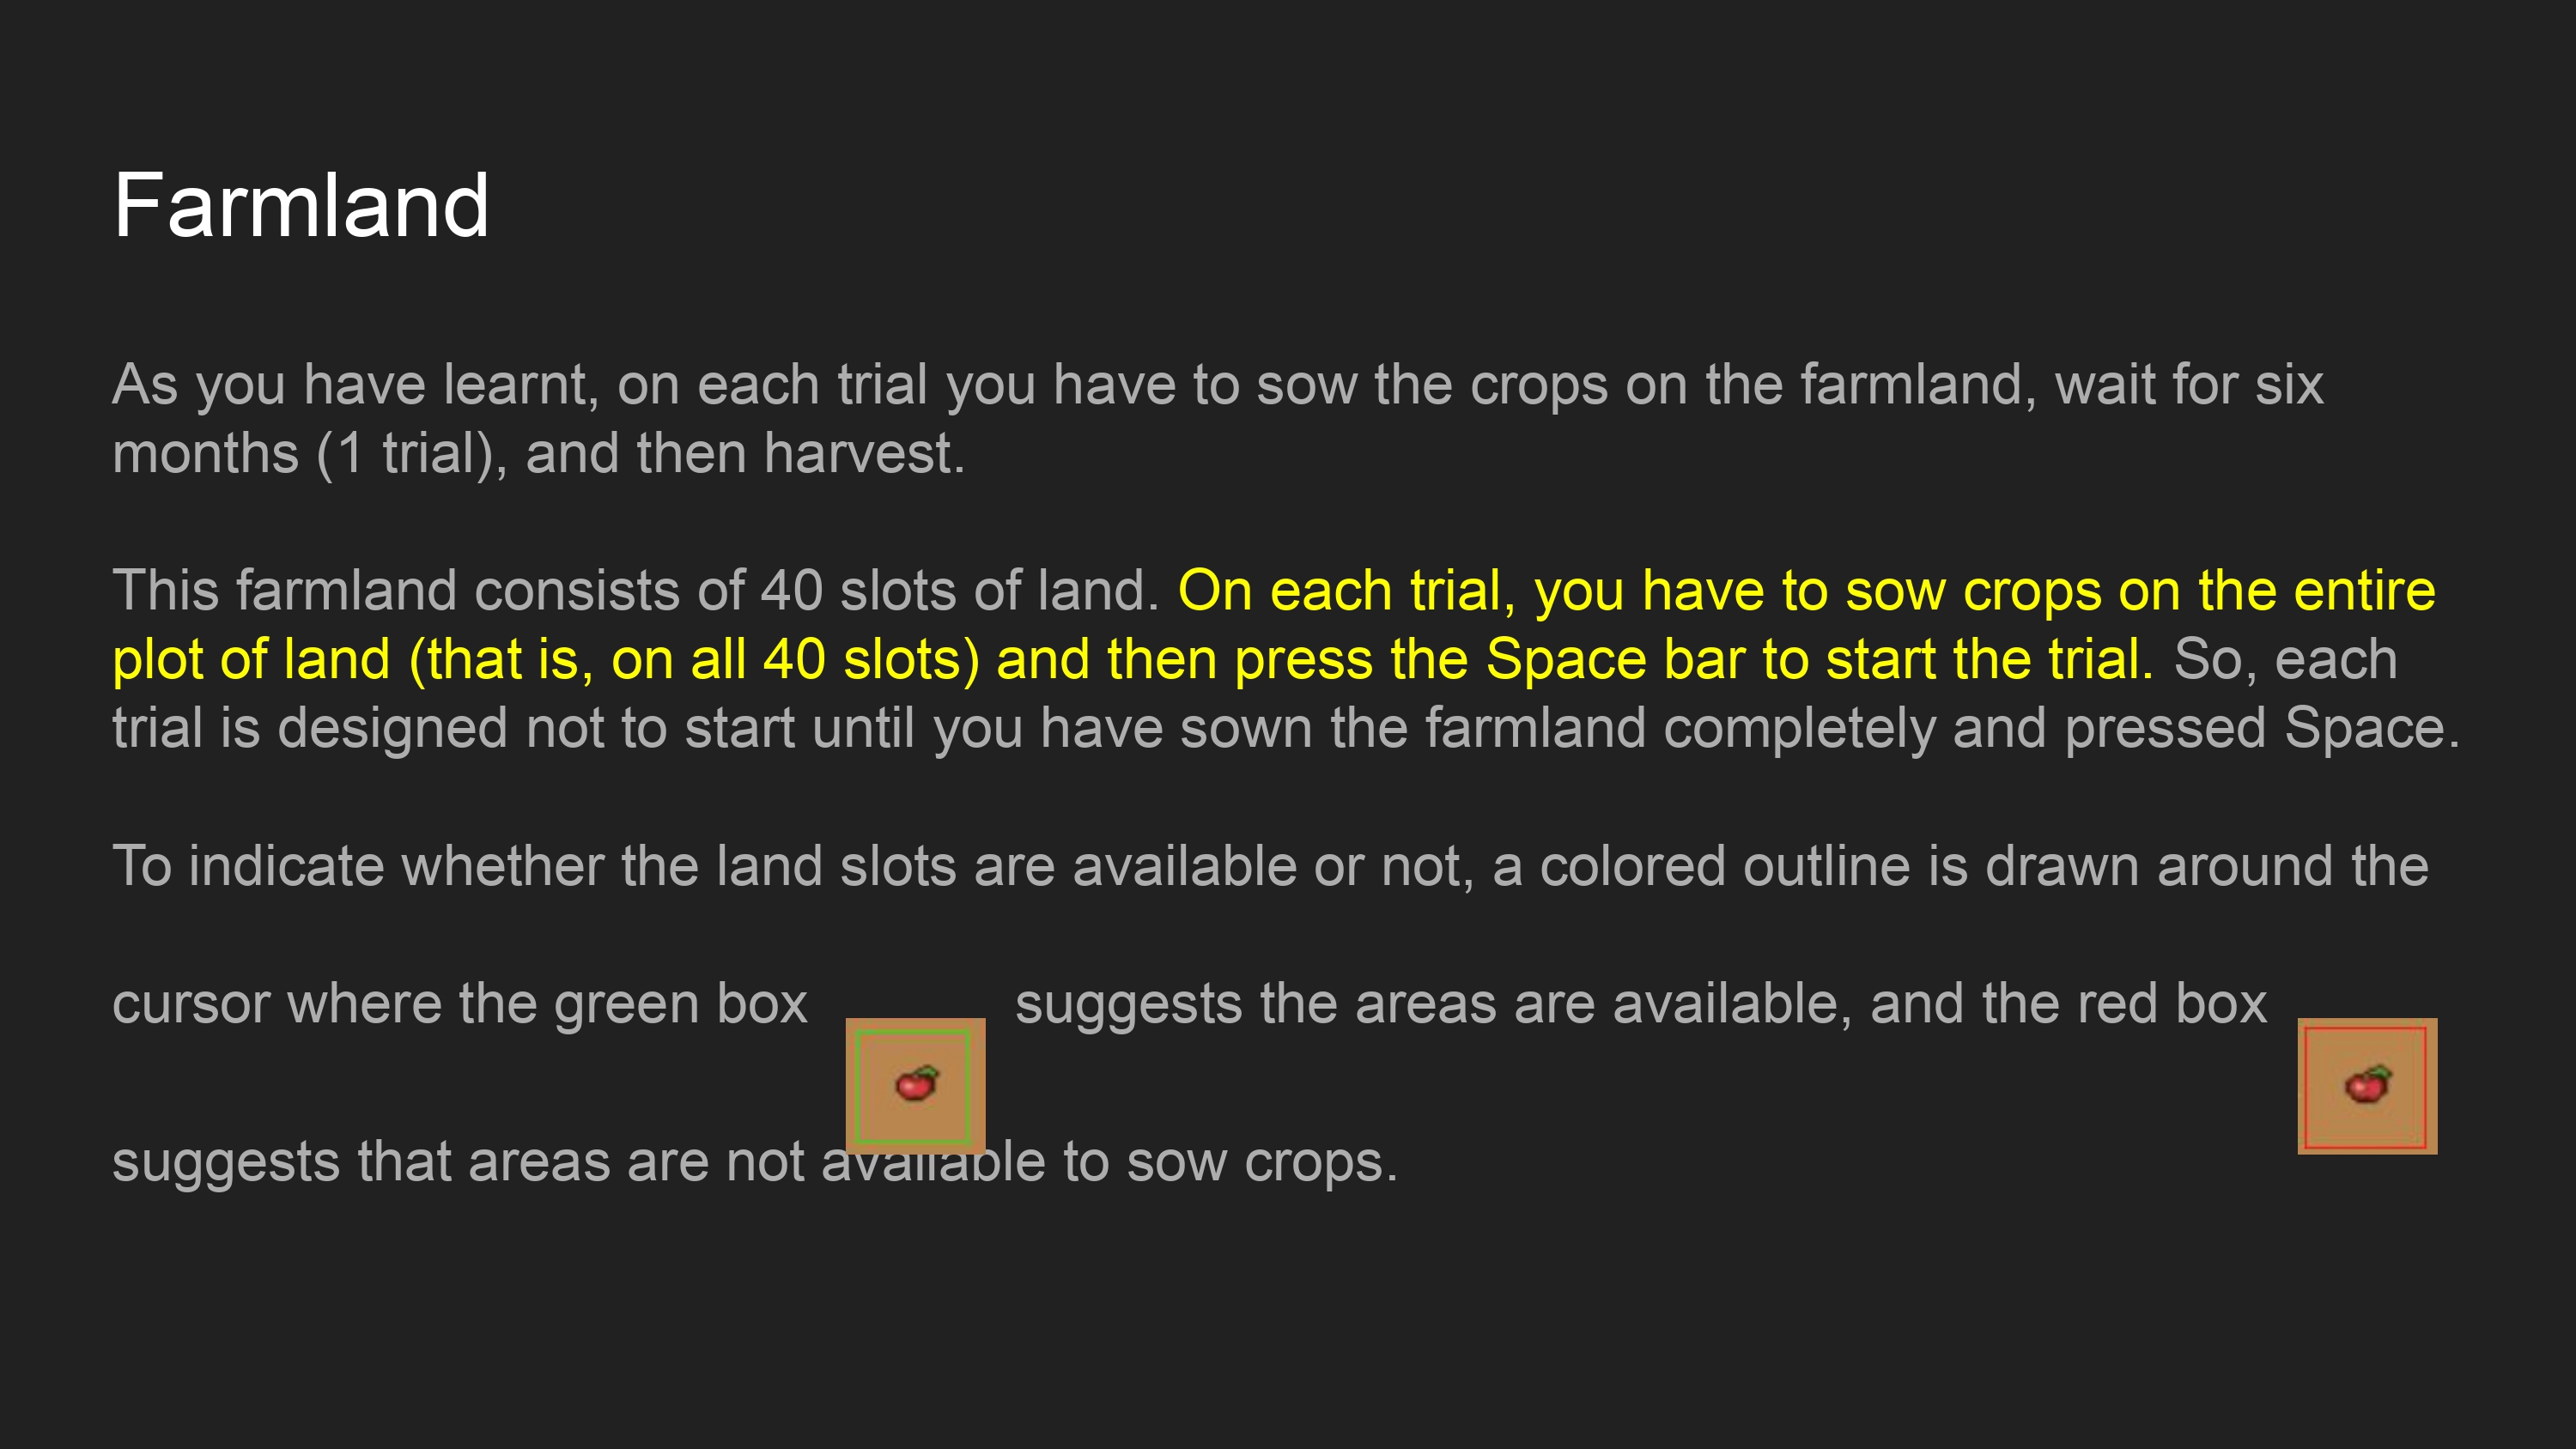 Farmland
As you have learnt, on each trial you have to sow the crops on the farmland, wait for six
months (1 trial), and then harvest.
This farmland consists of 40 slots of land. On each trial, you have to sow crops on the entire
plot of land (that is, on all 40 slots) and then press the Space bar to start the trial. So, each
trial is designed not to start until you have sown the farmland completely and pressed Space.
To indicate whether the land slots are available or not, a colored outline is drawn around the
cursor where the green box suggests the areas are available, and the red box
suggests that areas are not available to sow crops.